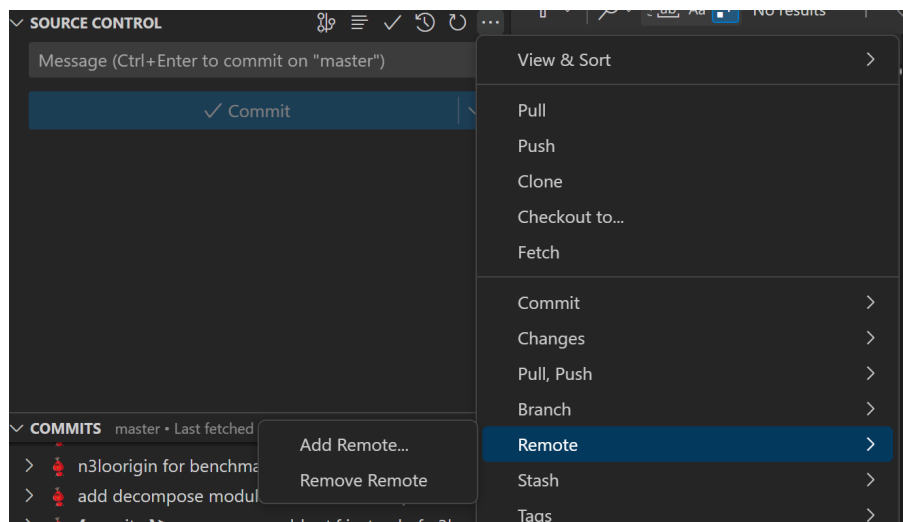 SOURCE CONTROL
Aa
No results
Message (Ctrl+Enter to commit on "master")
Commit
View & Sort
Pull
Push
Clone
Checkout to...
Fetch
Commit
Changes
Pull, Push
Branch
Remote
Stash
Tags
Add Remote...
Remove Remote
COMMITS master • Last fetched
n3loorigin for benchma
add decompose modul